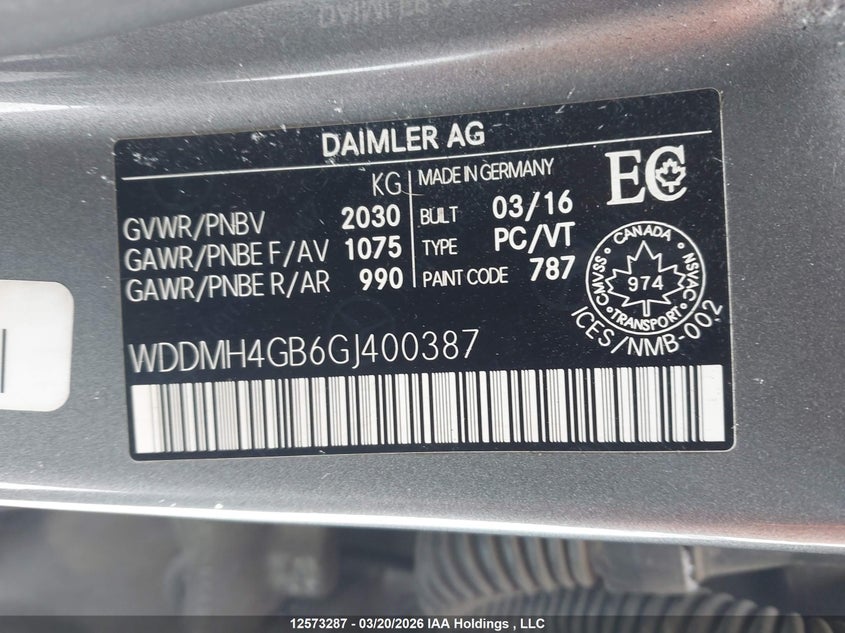 DAIMLER AG
KG
MADE IN GERMANY
EC
GVWR/PNBV 2030
BUILT 03/16
GAWR/PNBE F/AV 1075
TYPE PC/VT
GAWR/PNBE R/AR 990
PAINT CODE 787
CANADA
CMVSS 974 NSVAC
TRANSPORT
ICES/NMB-002
WDDMH4GB6GJ400387
12573287 - 03/20/2026 IAA Holdings , LLC